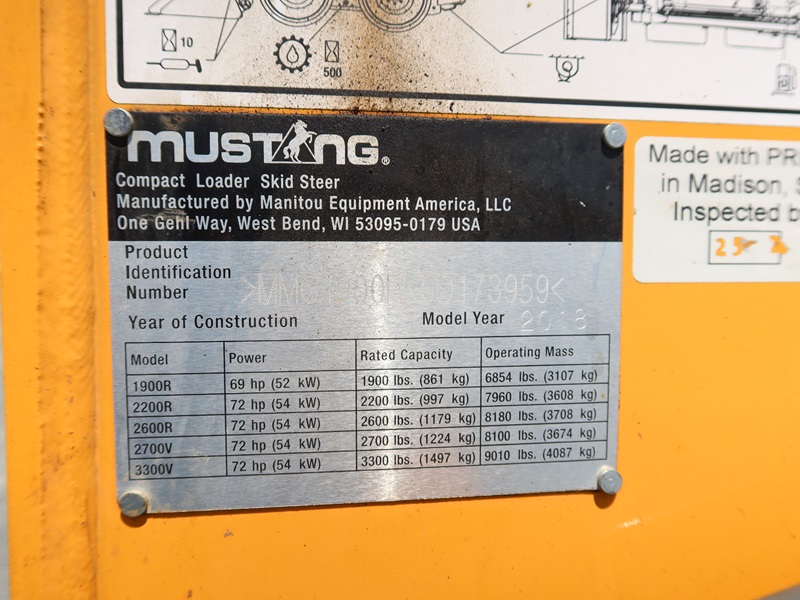 10
500
MUSTANG®
Compact Loader Skid Steer
Manufactured by Manitou Equipment America, LLC
One Gehl Way, West Bend, WI 53095-0179 USA
Product
Identification
Number
Year of Construction Model Year 2018
Model Power Rated Capacity Operating Mass
1900R 69 hp (52 kW) 1900 lbs. (861 kg) 6854 lbs. (3107 kg)
2200R 72 hp (54 kW) 2200 lbs. (997 kg) 7960 lbs. (3608 kg)
2600R 72 hp (54 kW) 2600 lbs. (1179 kg) 8180 lbs. (3708 kg)
2700V 72 hp (54 kW) 2700 lbs. (1224 kg) 8100 lbs. (3674 kg)
3300V 72 hp (54 kW) 3300 lbs. (1497 kg) 9010 lbs. (4087 kg)
Made with PR
in Madison, S
Inspected b